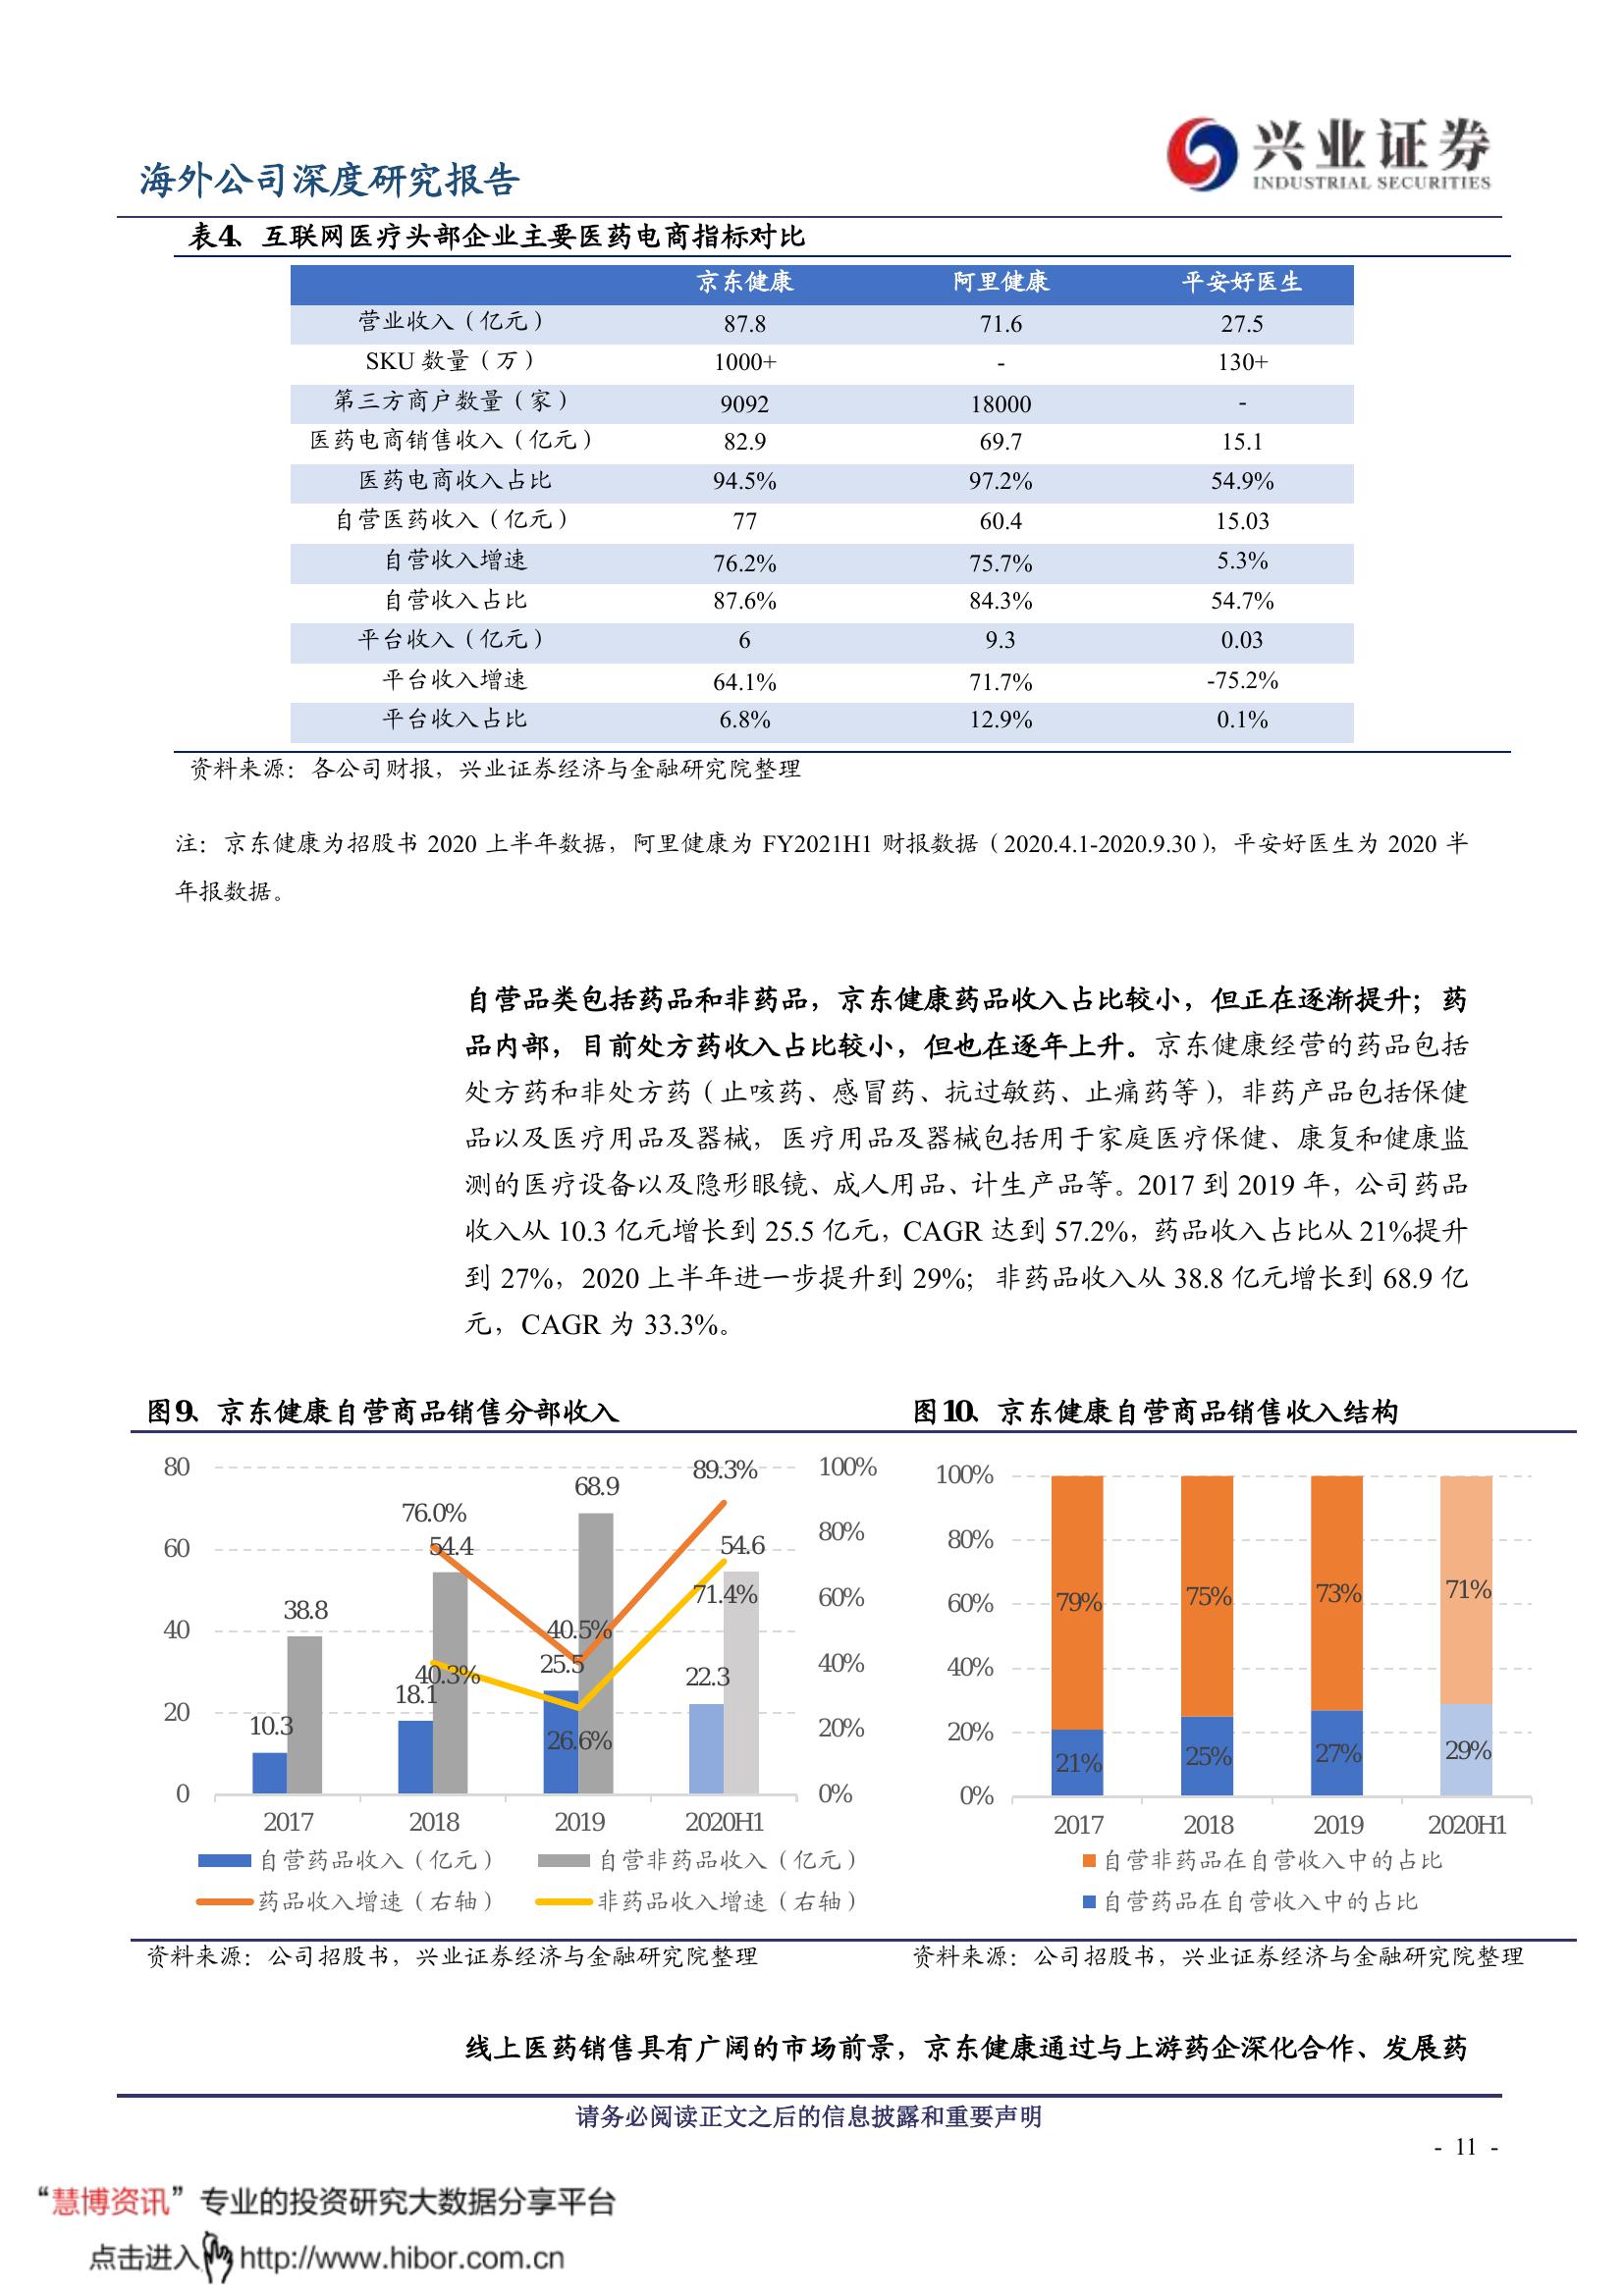 海外公司深度研究报告
兴业证券
INDUSTRIAL SECURITIES
表4、互联网医疗头部企业主要医药电商指标对比
京东健康 阿里健康 平安好医生
营业收入（亿元） 87.8 71.6 27.5
SKU 数量（万） 1000+ - 130+
第三方商户数量（家） 9092 18000 -
医药电商销售收入（亿元） 82.9 69.7 15.1
医药电商收入占比 94.5% 97.2% 54.9%
自营医药收入（亿元） 77 60.4 15.03
自营收入增速 76.2% 75.7% 5.3%
自营收入占比 87.6% 84.3% 54.7%
平台收入（亿元） 6 9.3 0.03
平台收入增速 64.1% 71.7% -75.2%
平台收入占比 6.8% 12.9% 0.1%
资料来源：各公司财报，兴业证券经济与金融研究院整理
注：京东健康为招股书 2020 上半年数据，阿里健康为 FY2021H1 财报数据（2020.4.1-2020.9.30），平安好医生为 2020 半
年报数据。
自营品类包括药品和非药品，京东健康药品收入占比较小，但正在逐渐提升；药
品内部，目前处方药收入占比较小，但也在逐年上升。京东健康经营的药品包括
处方药和非处方药（止咳药、感冒药、抗过敏药、止痛药等），非药产品包括保健
品以及医疗用品及器械，医疗用品及器械包括用于家庭医疗保健、康复和健康监
测的医疗设备以及隐形眼镜、成人用品、计生产品等。2017 到 2019 年，公司药品
收入从 10.3 亿元增长到 25.5 亿元，CAGR 达到 57.2%，药品收入占比从 21%提升
到 27%，2020 上半年进一步提升到 29%；非药品收入从 38.8 亿元增长到 68.9 亿
元，CAGR 为 33.3%。
图9、京东健康自营商品销售分部收入
80
60
40
20
0
100%
80%
60%
40%
20%
0%
10.3
38.8
18.1
54.4
25.5
68.9
22.3
54.6
76.0%
40.5%
89.3%
40.3%
26.6%
71.4%
2017 2018 2019 2020H1
自营药品收入（亿元） 自营非药品收入（亿元）
药品收入增速（右轴） 非药品收入增速（右轴）
资料来源：公司招股书，兴业证券经济与金融研究院整理
图10、京东健康自营商品销售收入结构
100%
80%
60%
40%
20%
0%
79% 75% 73% 71%
21% 25% 27% 29%
2017 2018 2019 2020H1
自营非药品在自营收入中的占比
自营药品在自营收入中的占比
资料来源：公司招股书，兴业证券经济与金融研究院整理
线上医药销售具有广阔的市场前景，京东健康通过与上游药企深化合作、发展药
请务必阅读正文之后的信息披露和重要声明
- 11 -
“慧博资讯”专业的投资研究大数据分享平台
点击进入 http://www.hibor.com.cn